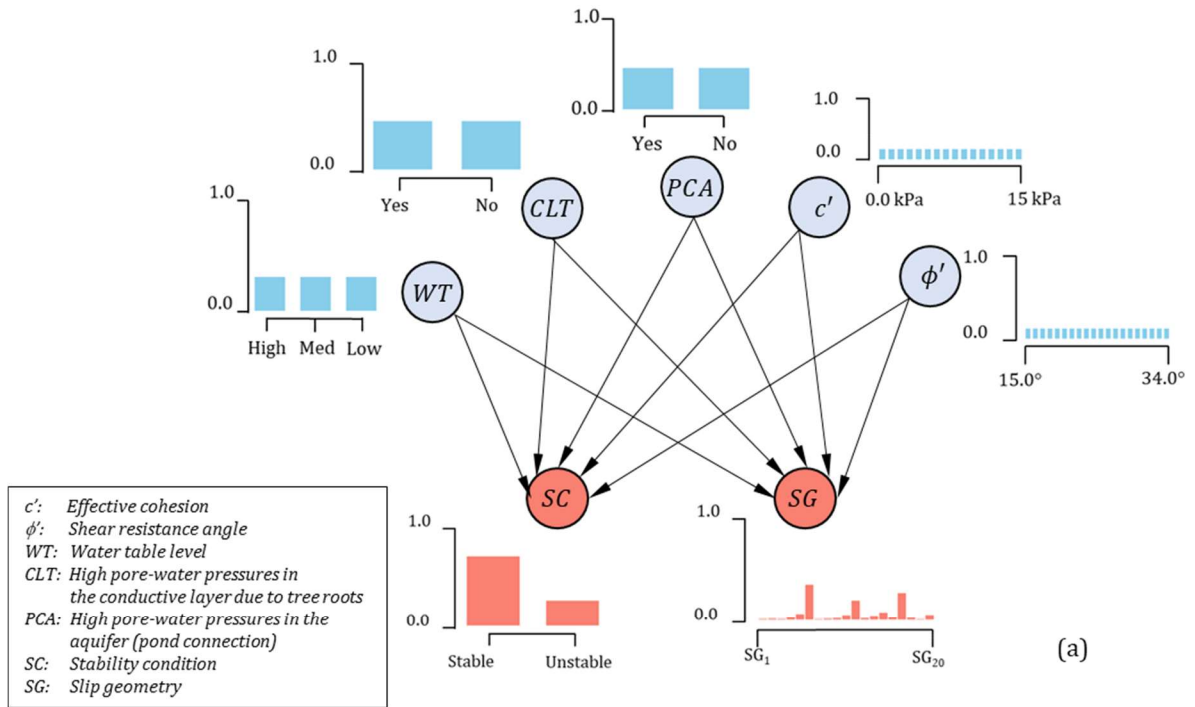 1.0
0.0
Yes No
PCA
1.0
0.0
Yes No
CLT
1.0
0.0
0.0 kPa 15 kPa
c′
1.0
0.0
High Med Low
WT
1.0
0.0
15.0° 34.0°
ϕ′
SC
SG
1.0
0.0
Stable Unstable
1.0
0.0
SG₁ SG₂₀
(a)
c′: Effective cohesion
ϕ′: Shear resistance angle
WT: Water table level
CLT: High pore-water pressures in
the conductive layer due to tree roots
PCA: High pore-water pressures in the
aquifer (pond connection)
SC: Stability condition
SG: Slip geometry